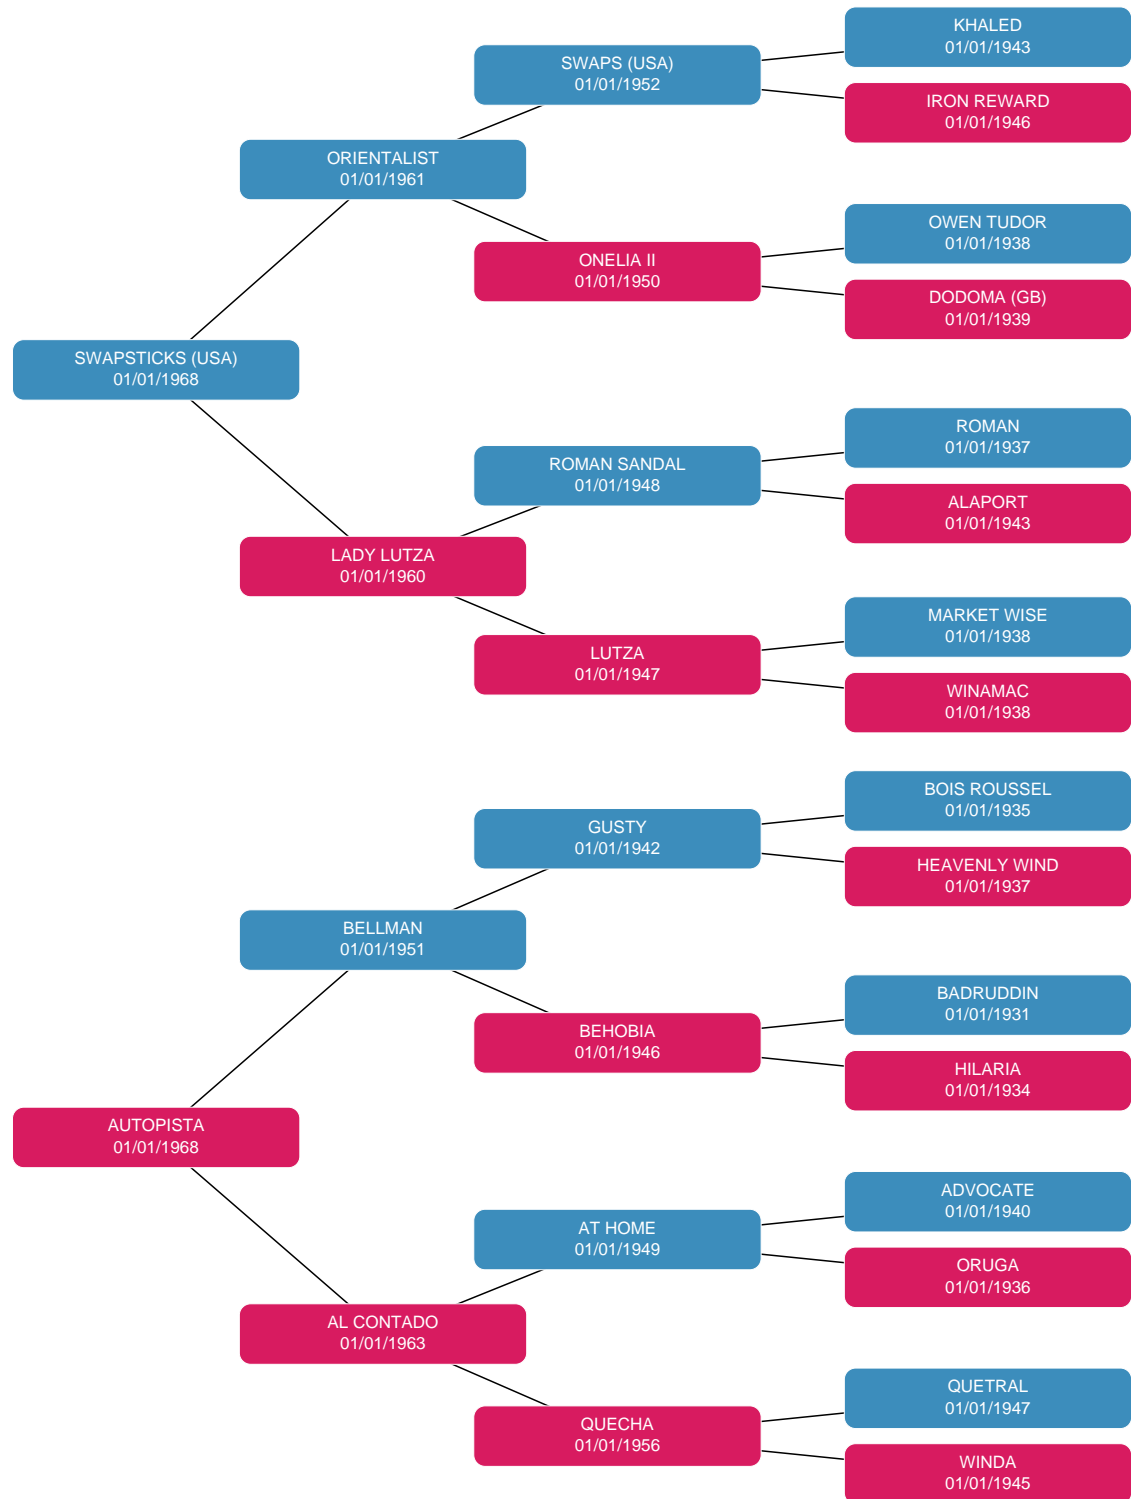 KHALED
01/01/1943
SWAPS (USA)
01/01/1952
IRON REWARD
01/01/1946
ORIENTALIST
01/01/1961
OWEN TUDOR
01/01/1938
ONELIA II
01/01/1950
DODOMA (GB)
01/01/1939
SWAPSTICKS (USA)
01/01/1968
ROMAN
01/01/1937
ROMAN SANDAL
01/01/1948
ALAPORT
01/01/1943
LADY LUTZA
01/01/1960
MARKET WISE
01/01/1938
LUTZA
01/01/1947
WINAMAC
01/01/1938
BOIS ROUSSEL
01/01/1935
GUSTY
01/01/1942
HEAVENLY WIND
01/01/1937
BELLMAN
01/01/1951
BADRUDDIN
01/01/1931
BEHOBIA
01/01/1946
HILARIA
01/01/1934
AUTOPISTA
01/01/1968
ADVOCATE
01/01/1940
AT HOME
01/01/1949
ORUGA
01/01/1936
AL CONTADO
01/01/1963
QUETRAL
01/01/1947
QUECHA
01/01/1956
WINDA
01/01/1945